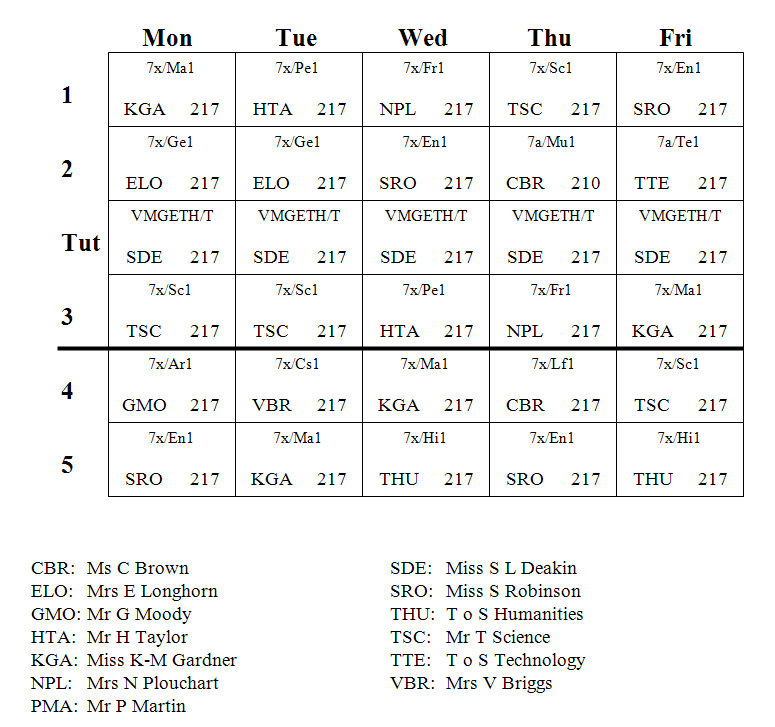 Mon Tue Wed Thu Fri
7x/Ma1 7x/Pe1 7x/Fr1 7x/Sc1 7x/En1
1
KGA 217 HTA 217 NPL 217 TSC 217 SRO 217
7x/Ge1 7x/Ge1 7x/En1 7a/Mu1 7a/Te1
2
ELO 217 ELO 217 SRO 217 CBR 210 TTE 217
VMGETH/T VMGETH/T VMGETH/T VMGETH/T VMGETH/T
Tut
SDE 217 SDE 217 SDE 217 SDE 217 SDE 217
7x/Sc1 7x/Sc1 7x/Pe1 7x/Fr1 7x/Ma1
3
TSC 217 TSC 217 HTA 217 NPL 217 KGA 217
7x/Ar1 7x/Cs1 7x/Ma1 7x/Lf1 7x/Sc1
4
GMO 217 VBR 217 KGA 217 CBR 217 TSC 217
7x/En1 7x/Ma1 7x/Hi1 7x/En1 7x/Hi1
5
SRO 217 KGA 217 THU 217 SRO 217 THU 217
CBR: Ms C Brown
ELO: Mrs E Longhorn
GMO: Mr G Moody
HTA: Mr H Taylor
KGA: Miss K-M Gardner
NPL: Mrs N Plouchart
PMA: Mr P Martin
SDE: Miss S L Deakin
SRO: Miss S Robinson
THU: T o S Humanities
TSC: Mr T Science
TTE: T o S Technology
VBR: Mrs V Briggs